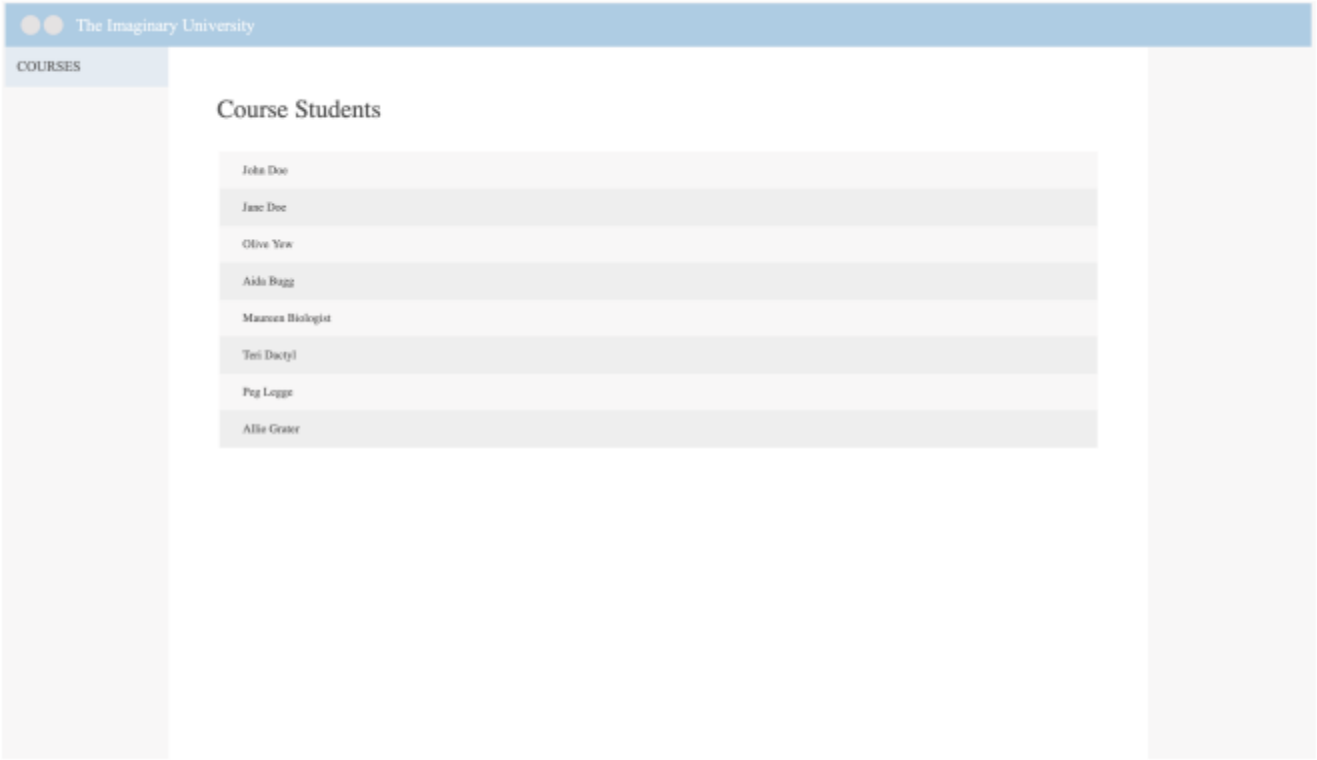 The Imaginary University
COURSES
Course Students
John Doe
Jane Doe
Olive Yew
Aida Bugg
Maureen Biologist
Teri Dactyl
Peg Legge
Allie Grater